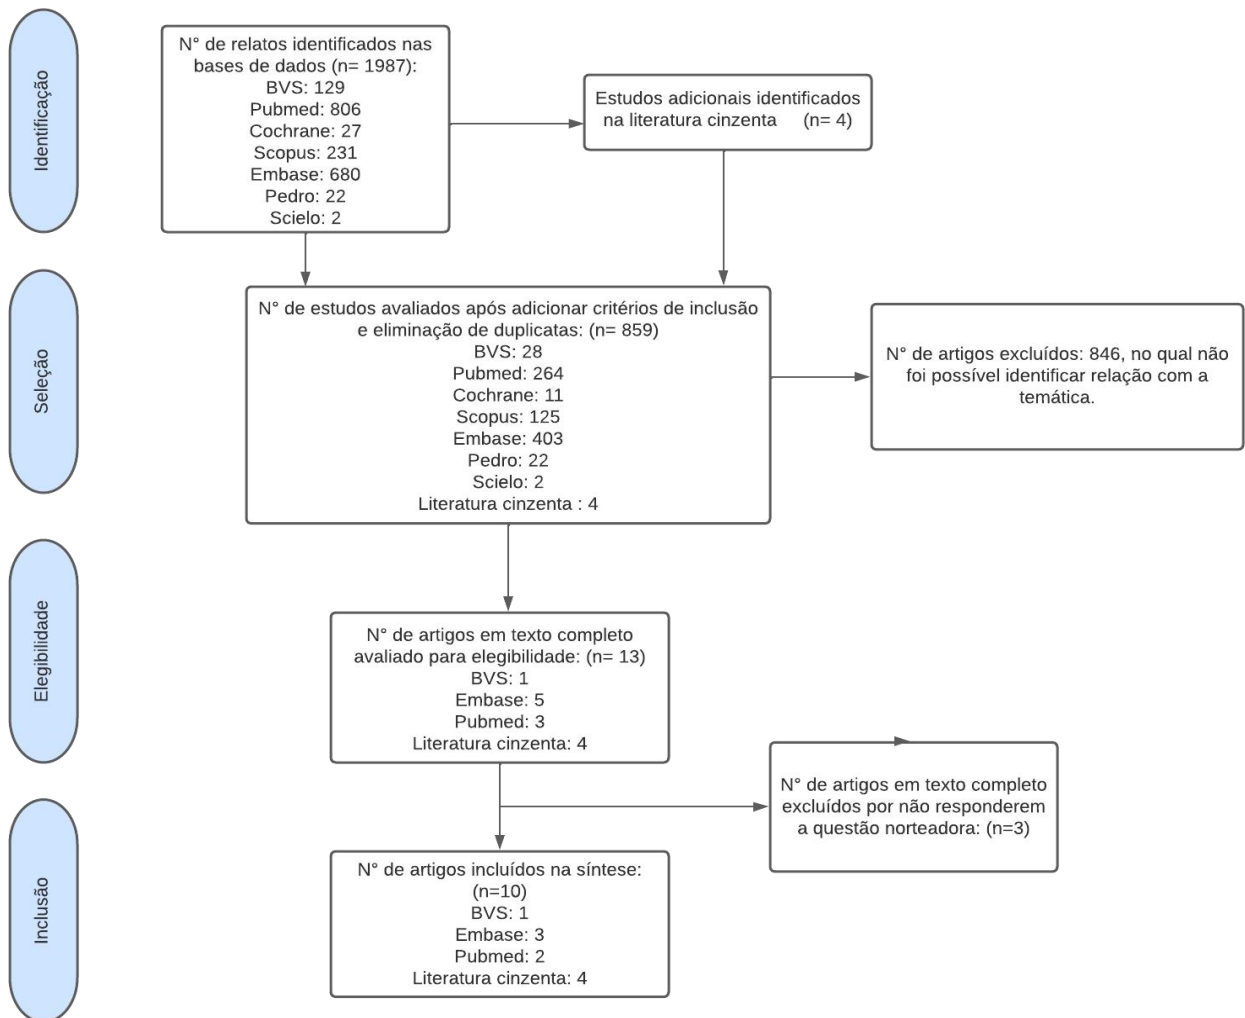 Identificação
N° de relatos identificados nas
bases de dados (n= 1987):
BVS: 129
Pubmed: 806
Cochrane: 27
Scopus: 231
Embase: 680
Pedro: 22
Scielo: 2
Estudos adicionais identificados
na literatura cinzenta (n= 4)
Seleção
N° de estudos avaliados após adicionar critérios de inclusão
e eliminação de duplicatas: (n= 859)
BVS: 28
Pubmed: 264
Cochrane: 11
Scopus: 125
Embase: 403
Pedro: 22
Scielo: 2
Literatura cinzenta : 4
N° de artigos excluídos: 846, no qual não
foi possível identificar relação com a
temática.
Elegibilidade
N° de artigos em texto completo
avaliado para elegibilidade: (n= 13)
BVS: 1
Embase: 5
Pubmed: 3
Literatura cinzenta: 4
N° de artigos em texto completo
excluídos por não responderem
a questão norteadora: (n=3)
Inclusão
N° de artigos incluídos na síntese:
(n=10)
BVS: 1
Embase: 3
Pubmed: 2
Literatura cinzenta: 4